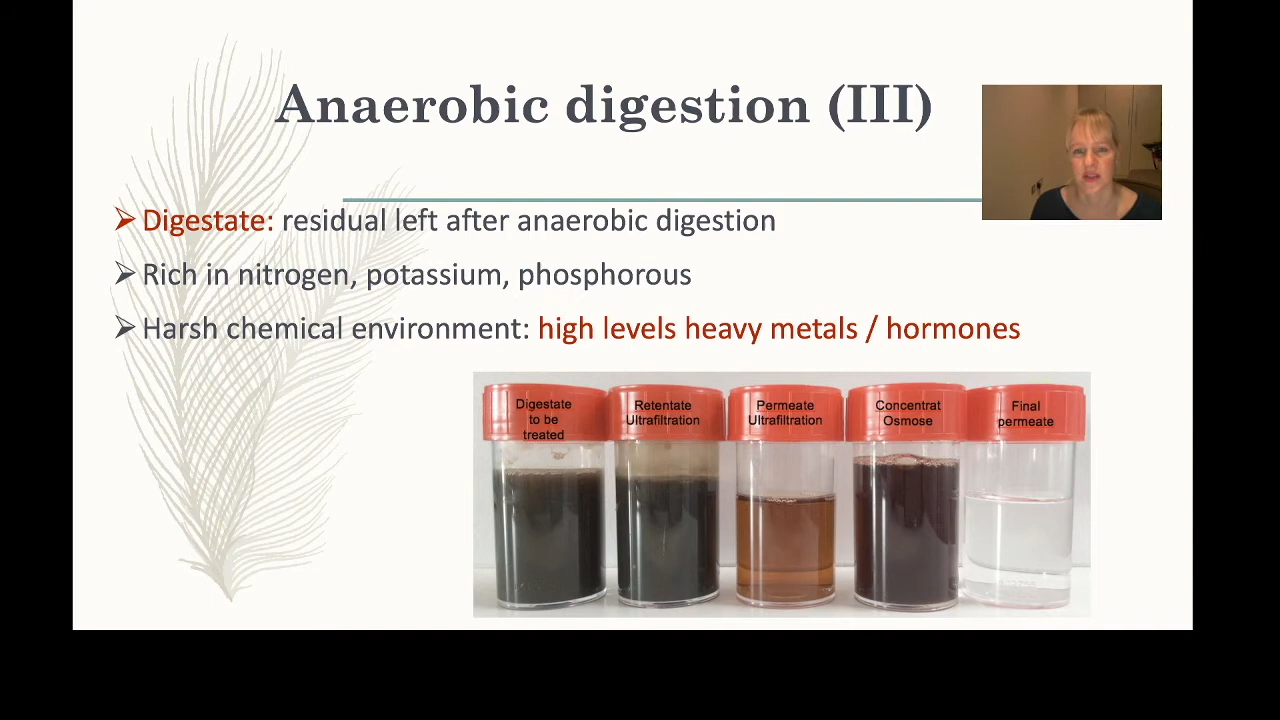 Anaerobic digestion (III)
Digestate: residual left after anaerobic digestion
Rich in nitrogen, potassium, phosphorous
Harsh chemical environment: high levels heavy metals / hormones
Digestate
to be
treated
Retentate
Ultrafiltration
Permeate
Ultrafiltration
Concentrat
Osmose
Final
permeate